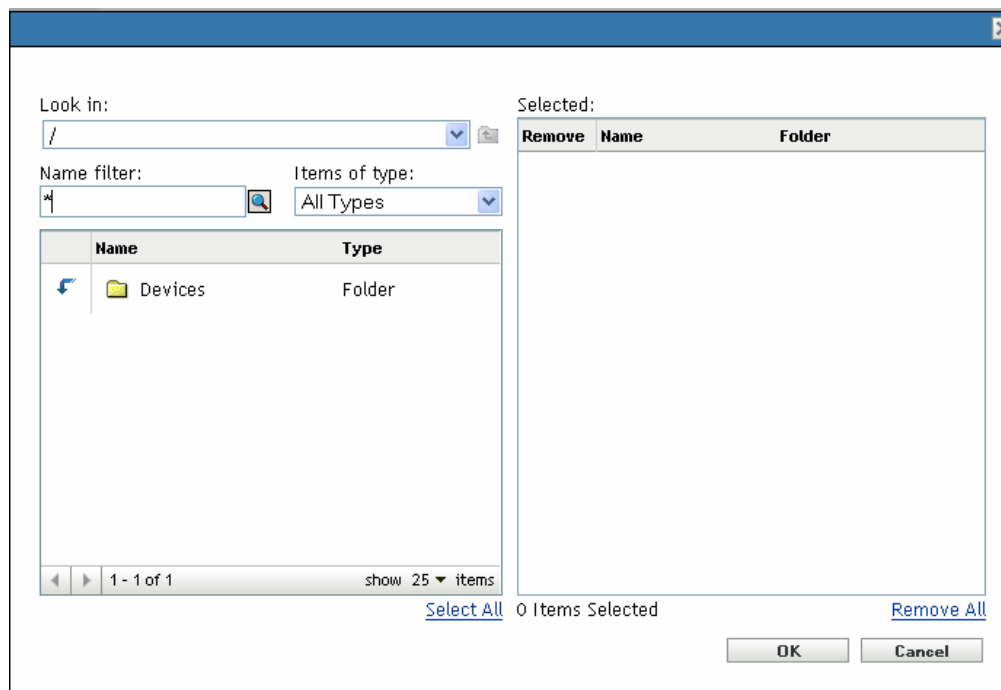 Look in:
/
Name filter:
Items of type:
*
All Types
Name Type
Devices Folder
1 - 1 of 1 show 25 items
Select All
Selected:
Remove Name Folder
0 Items Selected
Remove All
OK Cancel